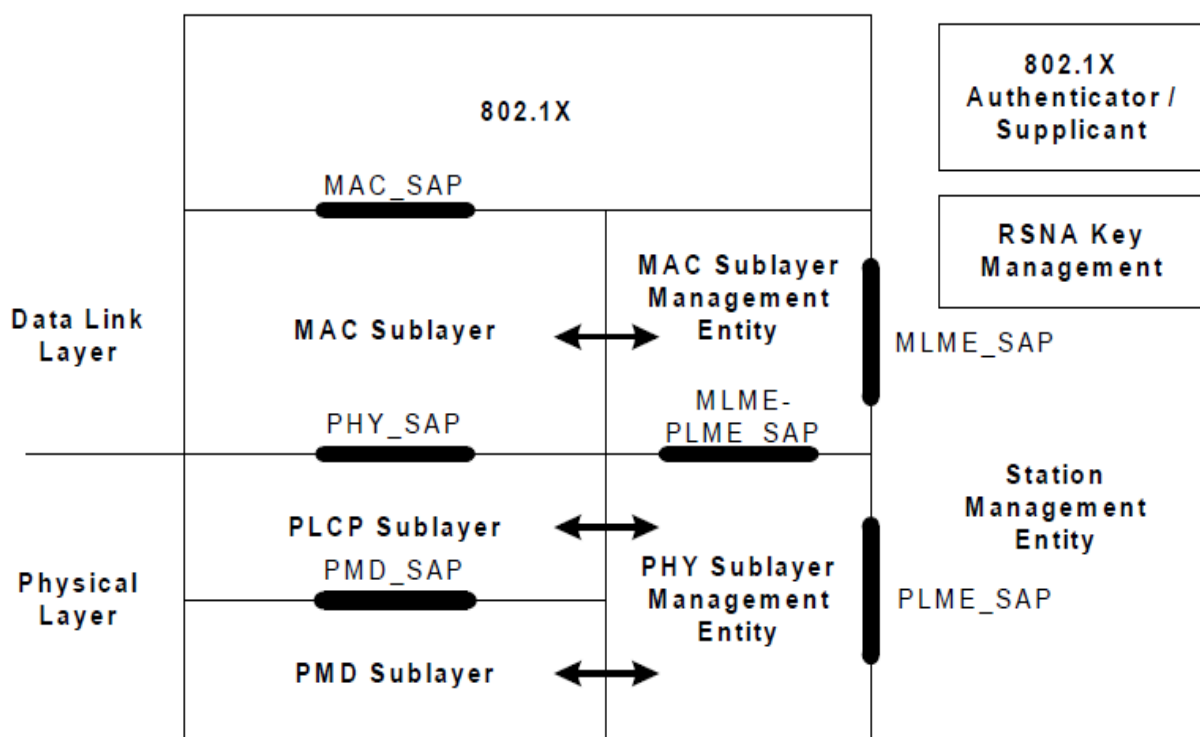 802.1X
802.1X
Authenticator /
Supplicant
MAC_SAP
RSNA Key
Management
Data Link
Layer
MAC Sublayer
MAC Sublayer
Management
Entity
MLME_SAP
PHY_SAP
MLME-
PLME_SAP
Station
Management
Entity
PLCP Sublayer
PMD_SAP
Physical
Layer
PHY Sublayer
Management
Entity
PLME_SAP
PMD Sublayer